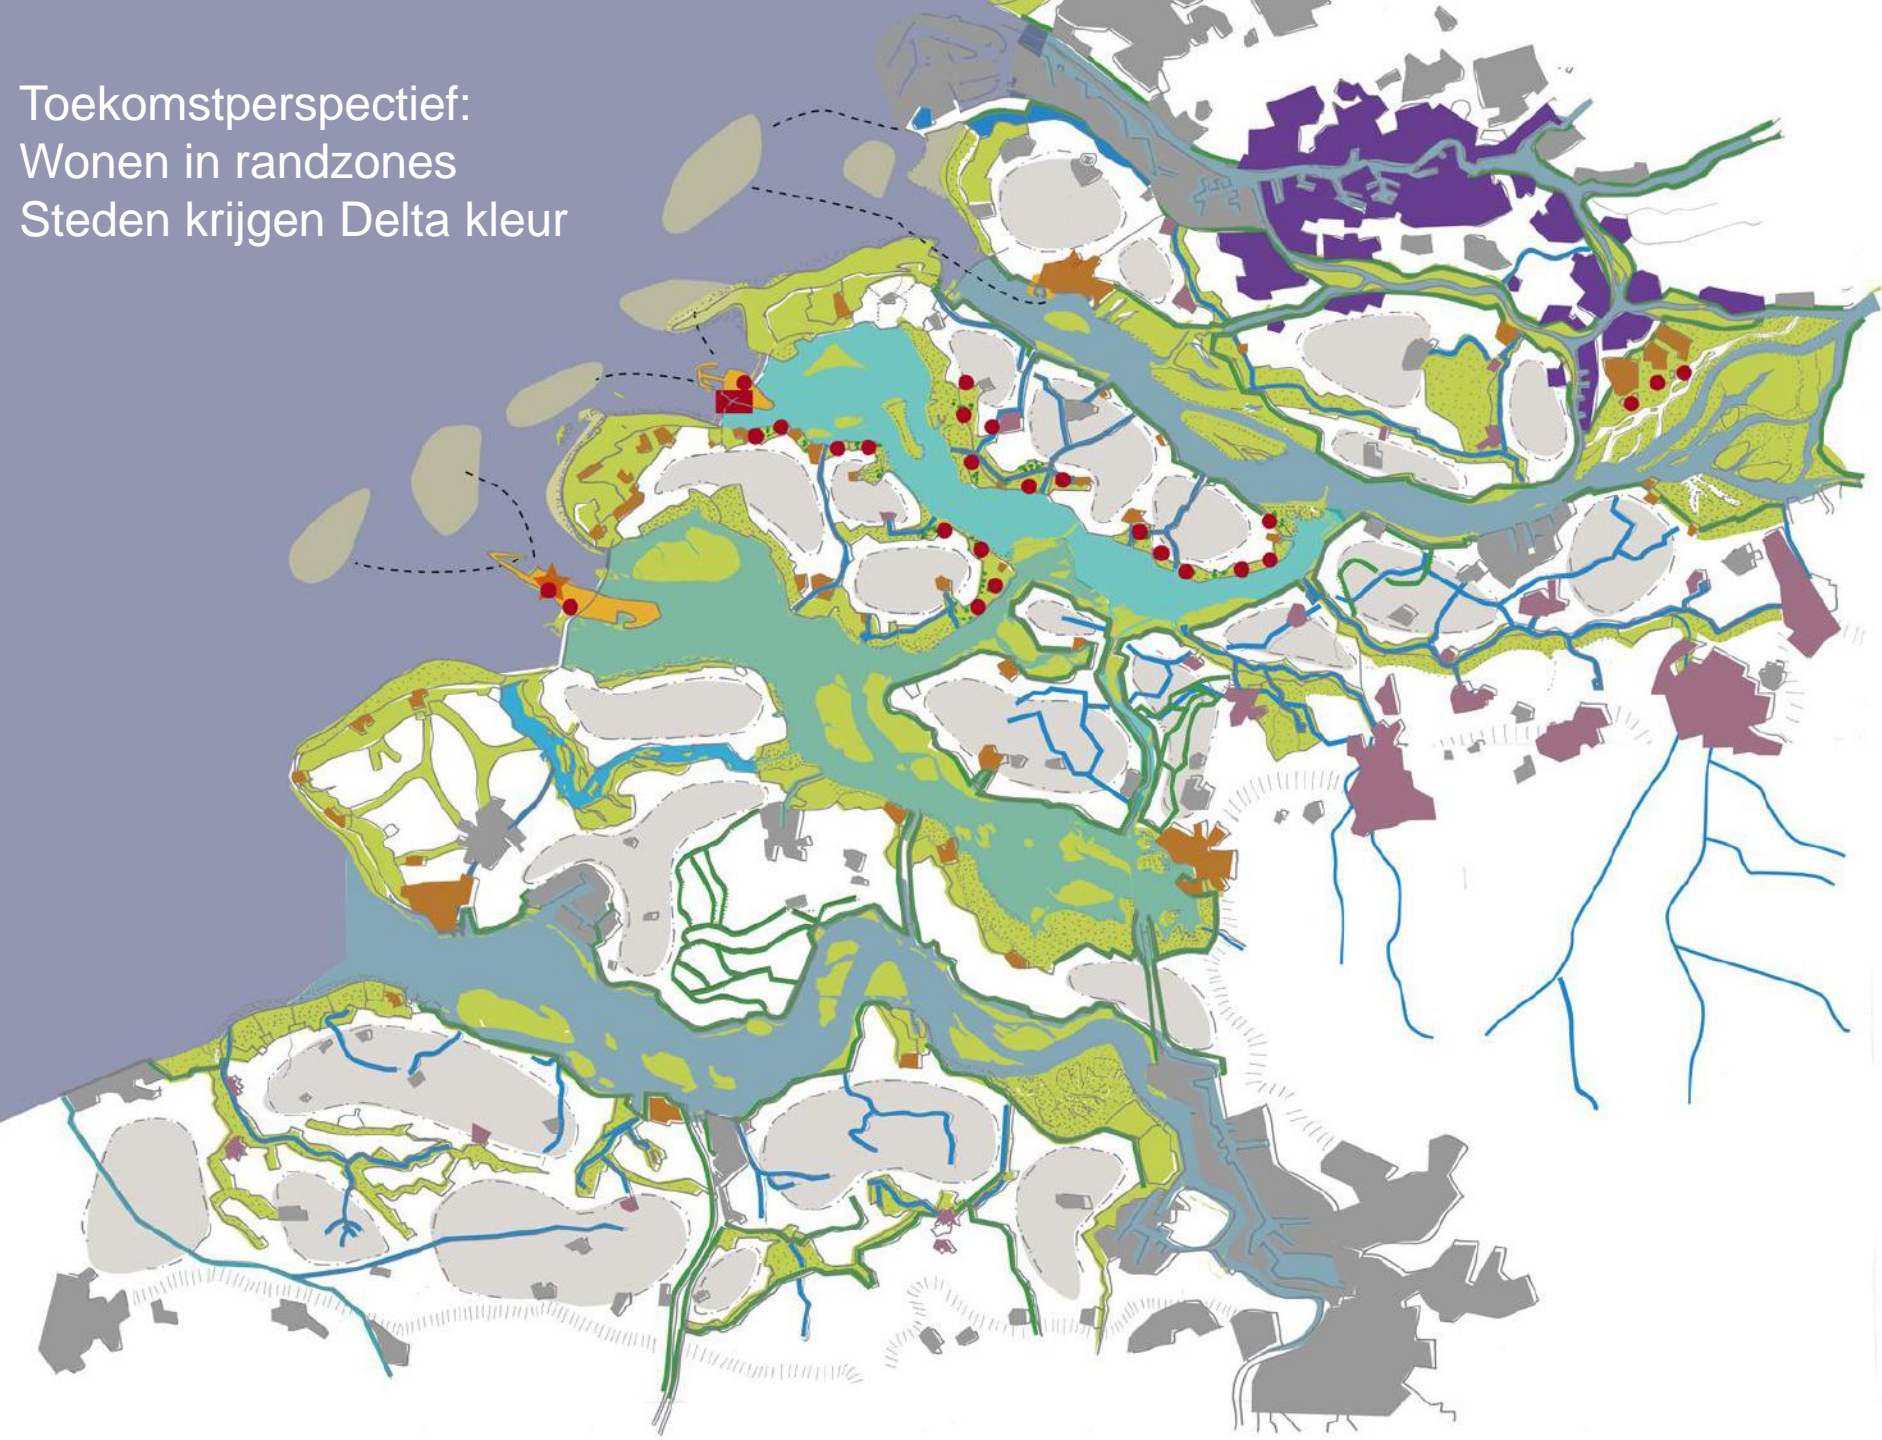 Toekomstperspectief:
Wonen in randzones
Steden krijgen Delta kleur